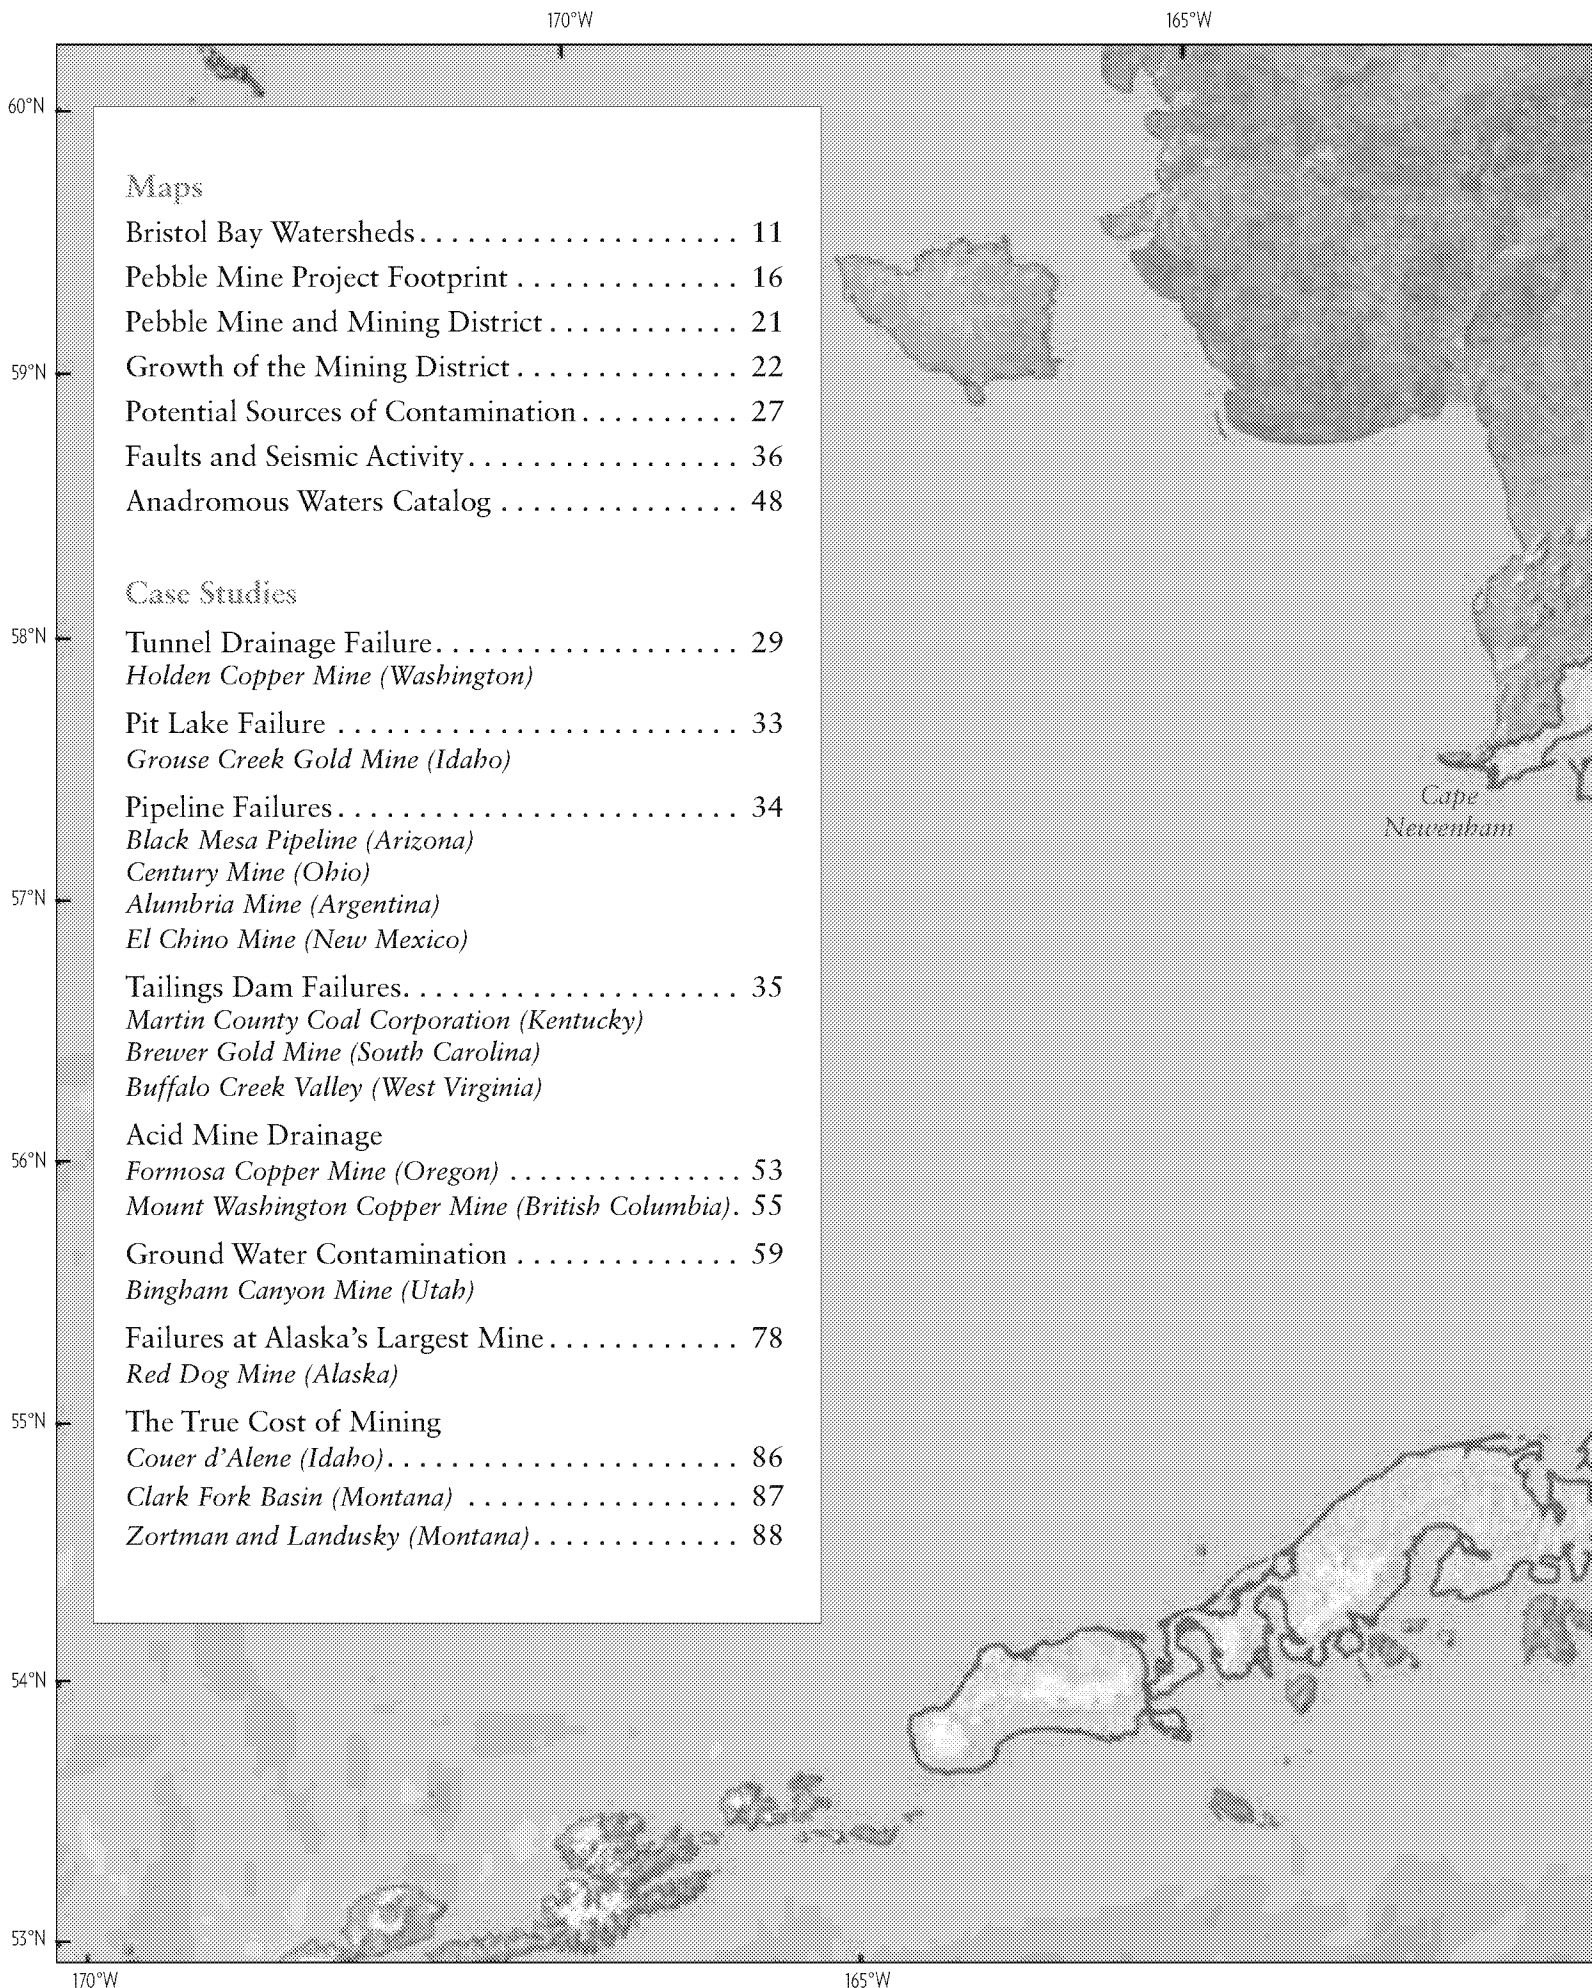 170°W 165°W
60°N
Maps
Bristol Bay Watersheds.................... 11
Pebble Mine Project Footprint .............. 16
Pebble Mine and Mining District............ 21
59°N
Growth of the Mining District.............. 22
Potential Sources of Contamination.......... 27
Faults and Seismic Activity................. 36
Anadromous Waters Catalog ............... 48
Case Studies
58°N
Tunnel Drainage Failure................... 29
Holden Copper Mine (Washington)
Pit Lake Failure ......................... 33
Grouse Creek Gold Mine (Idaho)
Cape
Newenham
Pipeline Failures......................... 34
Black Mesa Pipeline (Arizona)
Century Mine (Ohio)
57°N
Alumbria Mine (Argentina)
El Chino Mine (New Mexico)
Tailings Dam Failures..................... 35
Martin County Coal Corporation (Kentucky)
Brewer Gold Mine (South Carolina)
Buffalo Creek Valley (West Virginia)
Acid Mine Drainage
56°N
Formosa Copper Mine (Oregon) ................ 53
Mount Washington Copper Mine (British Columbia). 55
Ground Water Contamination .............. 59
Bingham Canyon Mine (Utah)
Failures at Alaska's Largest Mine............ 78
Red Dog Mine (Alaska)
55°N
The True Cost of Mining
Couer d'Alene (Idaho)...................... 86
Clark Fork Basin (Montana) ................. 87
Zortman and Landusky (Montana)............. 88
54°N
53°N
170°W 165°W